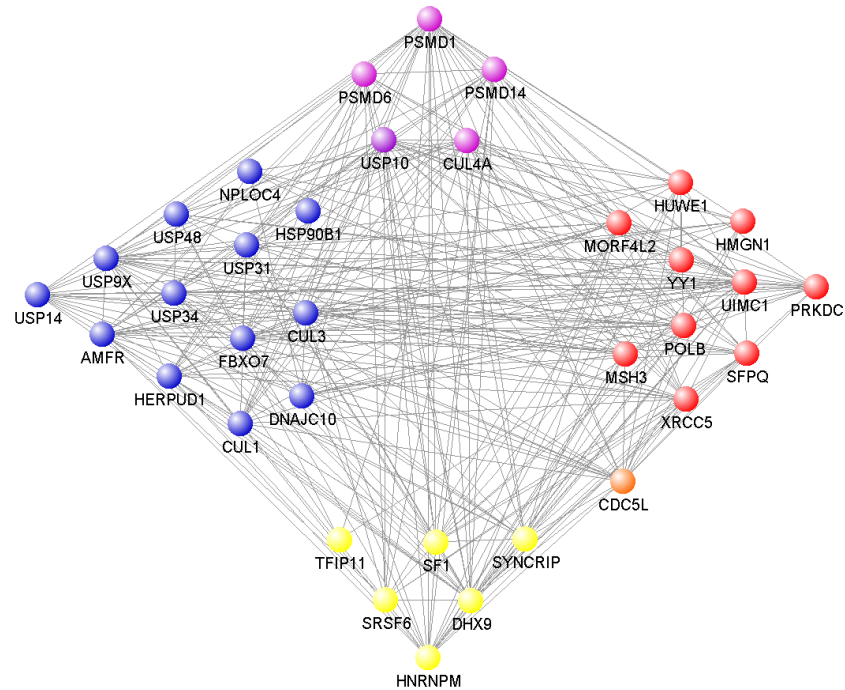 PSMD1
PSMD6
PSMD14
USP10
CUL4A
NPLOC4
HUWE1
USP48
HSP90B1
MORF4L2
HMGN1
USP9X
USP31
YY1
USP14
USP34
UIMC1
PRKDC
AMFR
FBXO7
CUL3
POLB
MSH3
SFPQ
HERPUD1
DNAJC10
XRCC5
CUL1
CDC5L
TFIP11
SF1
SYNCRIP
SRSF6
DHX9
HNRNPM